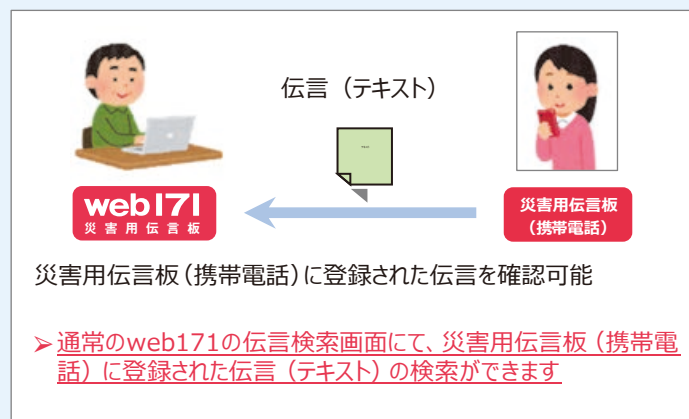 伝言（テキスト）
web171
災害用伝言板
災害用伝言板
（携帯電話）
災害用伝言板（携帯電話）に登録された伝言を確認可能
➢ 通常のweb171の伝言検索画面にて、災害用伝言板（携帯電
話）に登録された伝言（テキスト）の検索ができます